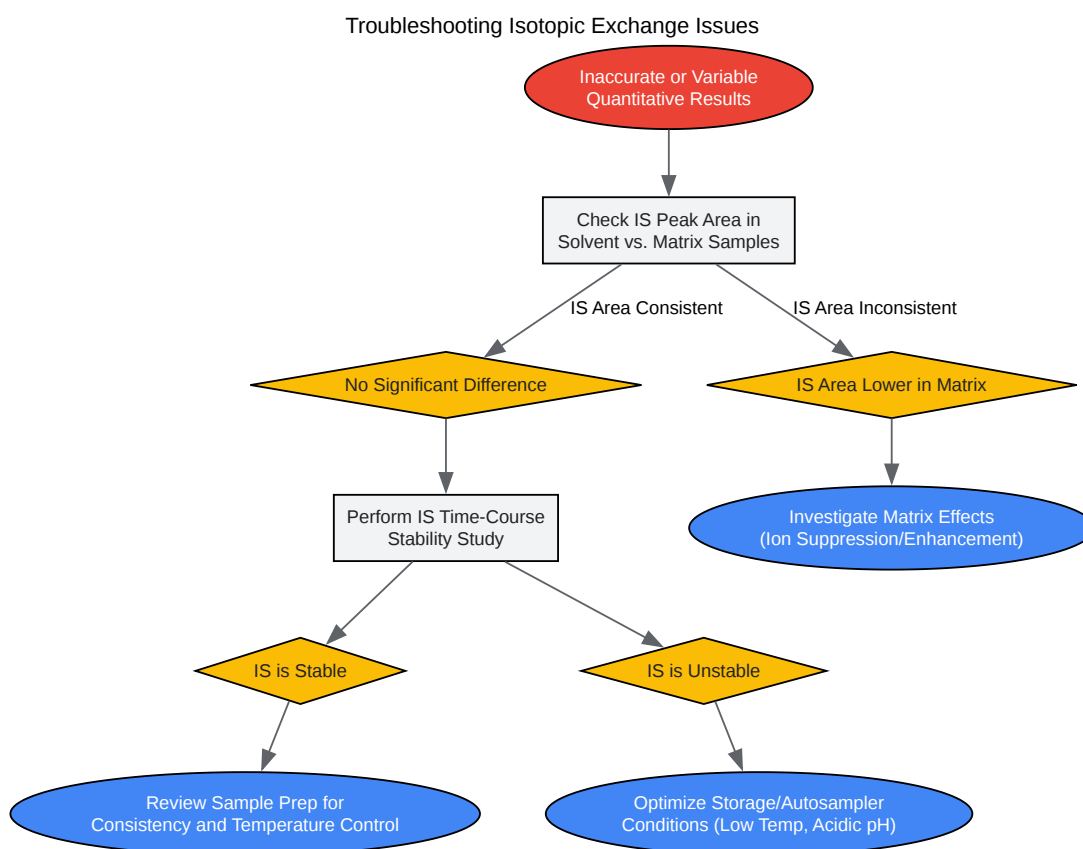 Troubleshooting Isotopic Exchange Issues
Inaccurate or Variable
Quantitative Results
Check IS Peak Area in
Solvent vs. Matrix Samples
IS Area Consistent
IS Area Inconsistent
No Significant Difference
IS Area Lower in Matrix
Perform IS Time-Course
Stability Study
Investigate Matrix Effects
(Ion Suppression/Enhancement)
IS is Stable
IS is Unstable
Review Sample Prep for
Consistency and Temperature Control
Optimize Storage/Autosampler
Conditions (Low Temp, Acidic pH)